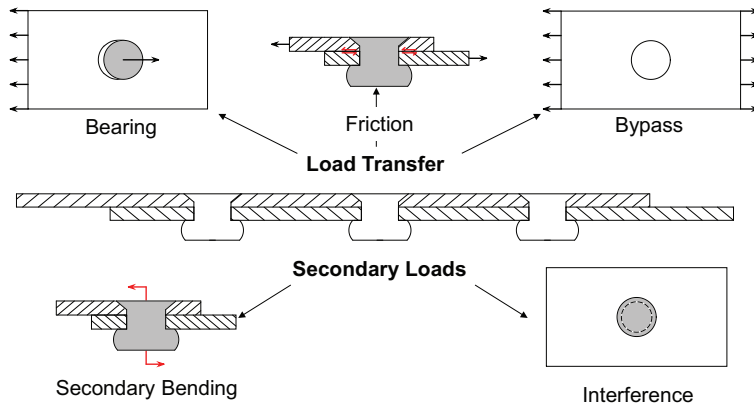 Bearing
Friction
Bypass
Load Transfer
Secondary Loads
Secondary Bending
Interference